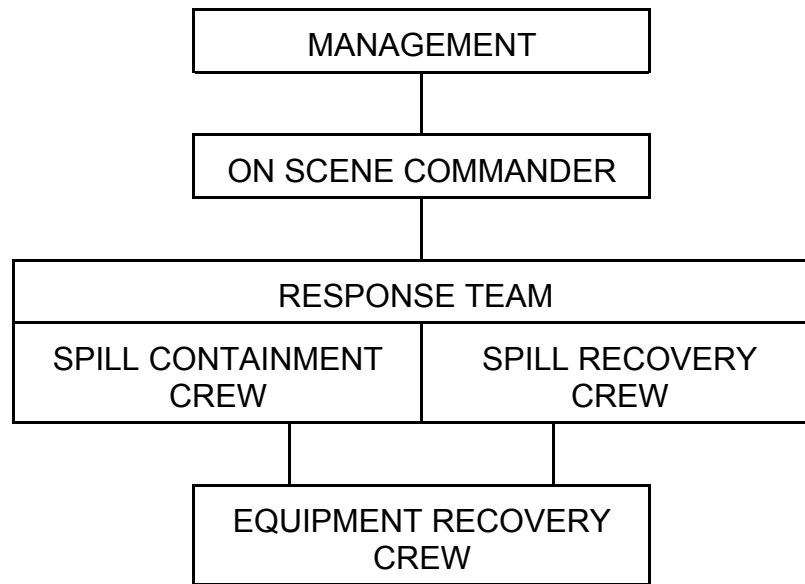 MANAGEMENT
ON SCENE COMMANDER
RESPONSE TEAM
SPILL CONTAINMENT
CREW
SPILL RECOVERY
CREW
EQUIPMENT RECOVERY
CREW